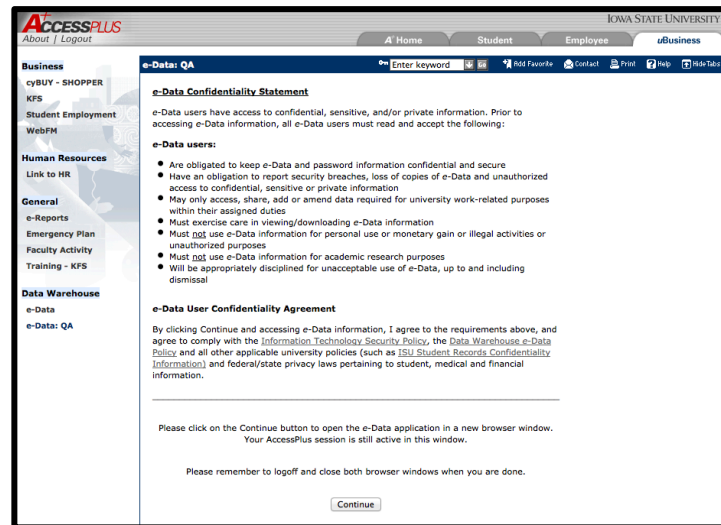 IOWA STATE UNIVERSITY
A+CCESSPLUS
About | Logout
A+ Home
Student
Employee
uBusiness
e-Data: QA
Enter keyword
Go
Add Favorite
Contact
Print
Help
HideTabs
Business
cyBUY - SHOPPER
KFS
Student Employment
WebFM
Human Resources
Link to HR
General
e-Reports
Emergency Plan
Faculty Activity
Training - KFS
Data Warehouse
e-Data
e-Data: QA
e-Data Confidentiality Statement
e-Data users have access to confidential, sensitive, and/or private information. Prior to
accessing e-Data information, all e-Data users must read and accept the following:
e-Data users:
● Are obligated to keep e-Data and password information confidential and secure
● Have an obligation to report security breaches, loss of copies of e-Data and unauthorized
access to confidential, sensitive or private information
● May only access, share, add or amend data required for university work-related purposes
within their assigned duties
● Must exercise care in viewing/downloading e-Data information
● Must not use e-Data information for personal use or monetary gain or illegal activities or
unauthorized purposes
● Must not use e-Data information for academic research purposes
● Will be appropriately disciplined for unacceptable use of e-Data, up to and including
dismissal
e-Data User Confidentiality Agreement
By clicking Continue and accessing e-Data information, I agree to the requirements above, and
agree to comply with the Information Technology Security Policy, the Data Warehouse e-Data
Policy and all other applicable university policies (such as ISU Student Records Confidentiality
Information) and federal/state privacy laws pertaining to student, medical and financial
information.
Please click on the Continue button to open the e-Data application in a new browser window.
Your AccessPlus session is still active in this window.
Please remember to logoff and close both browser windows when you are done.
Continue